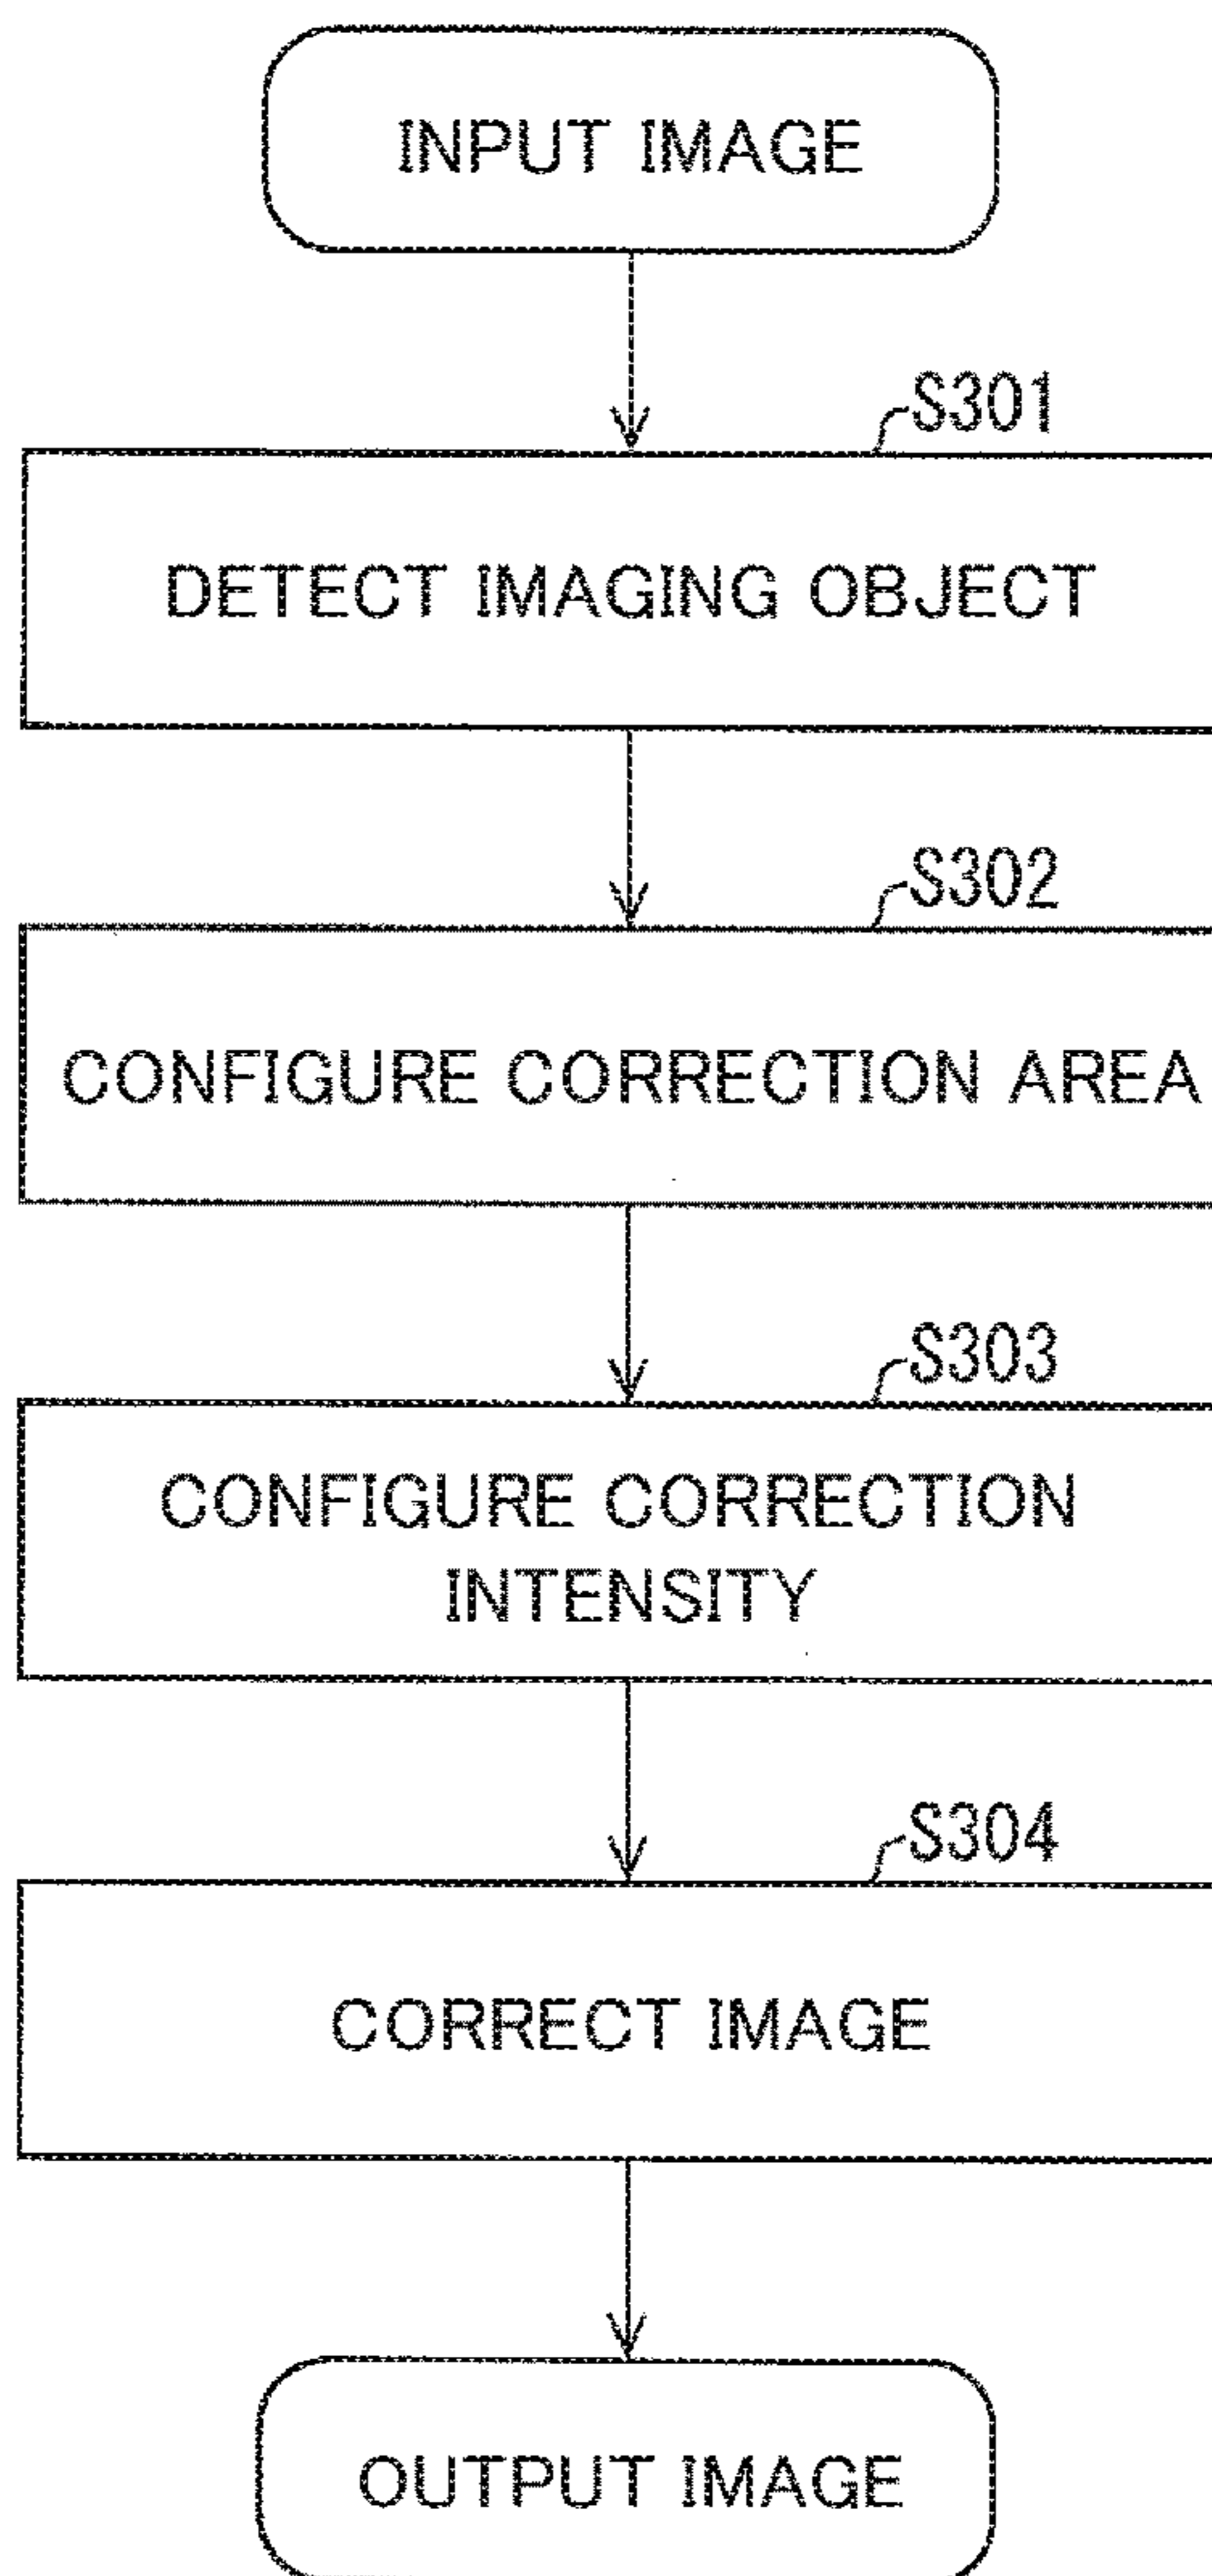 INPUT IMAGE
S301
DETECT IMAGING OBJECT
S302
CONFIGURE CORRECTION AREA
S303
CONFIGURE CORRECTION
INTENSITY
S304
CORRECT IMAGE
OUTPUT IMAGE